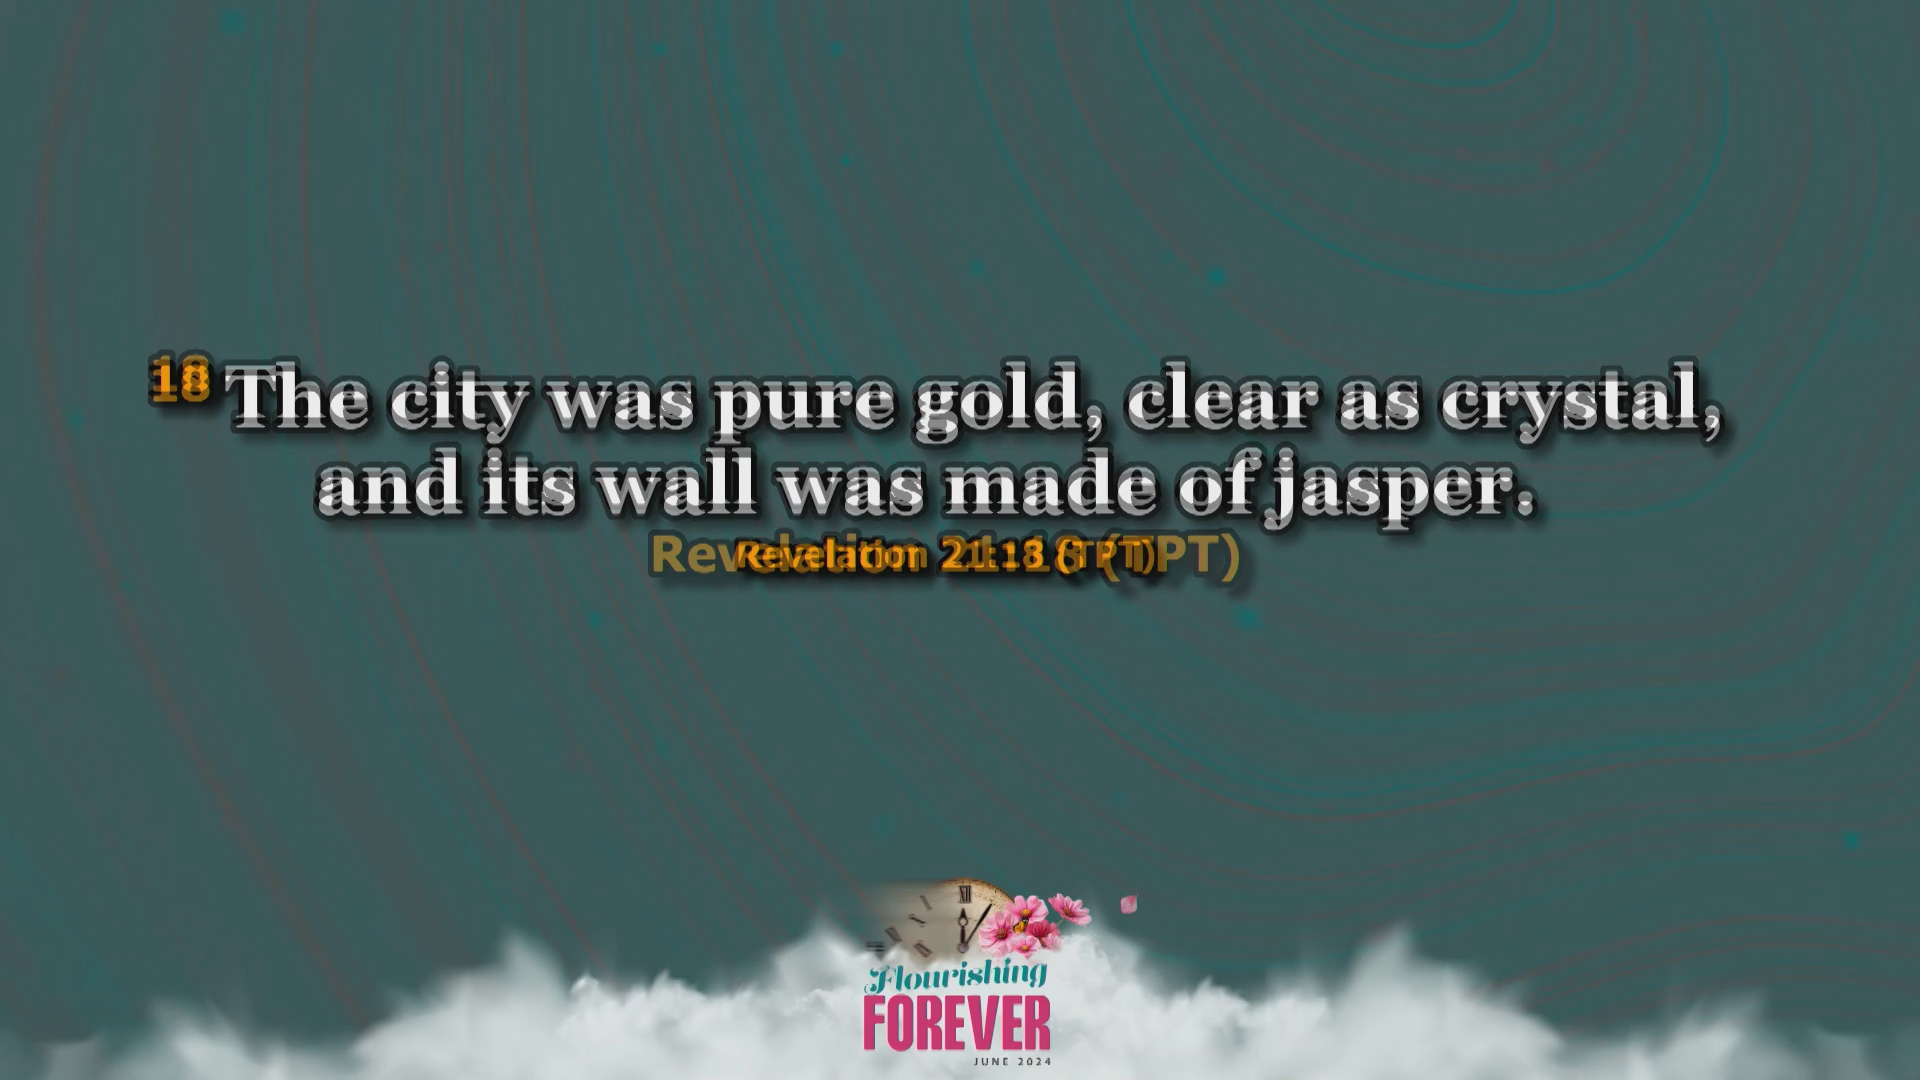 18 The city was pure gold, clear as crystal,
and its wall was made of jasper.
Revelation 21:18 (TPT)
XII
Flourishing
FOREVER
JUNE 2024